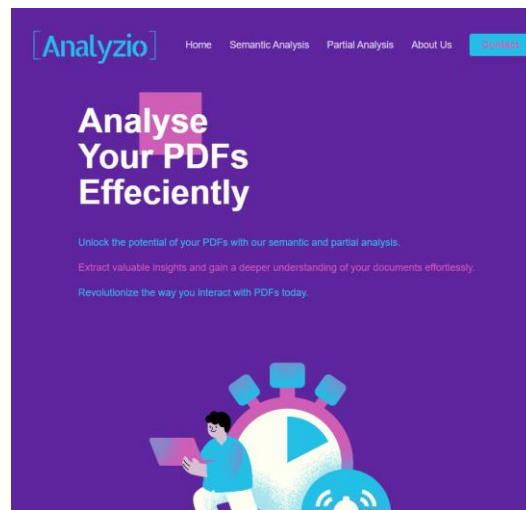 [Analyzio]
Home Semantic Analysis Partial Analysis About Us Contact
Analyse
Your PDFs
Effeciently
Unlock the potential of your PDFs with our semantic and partial analysis.
Extract valuable insights and gain a deeper understanding of your documents effortlessly.
Revolutionize the way you interact with PDFs today.